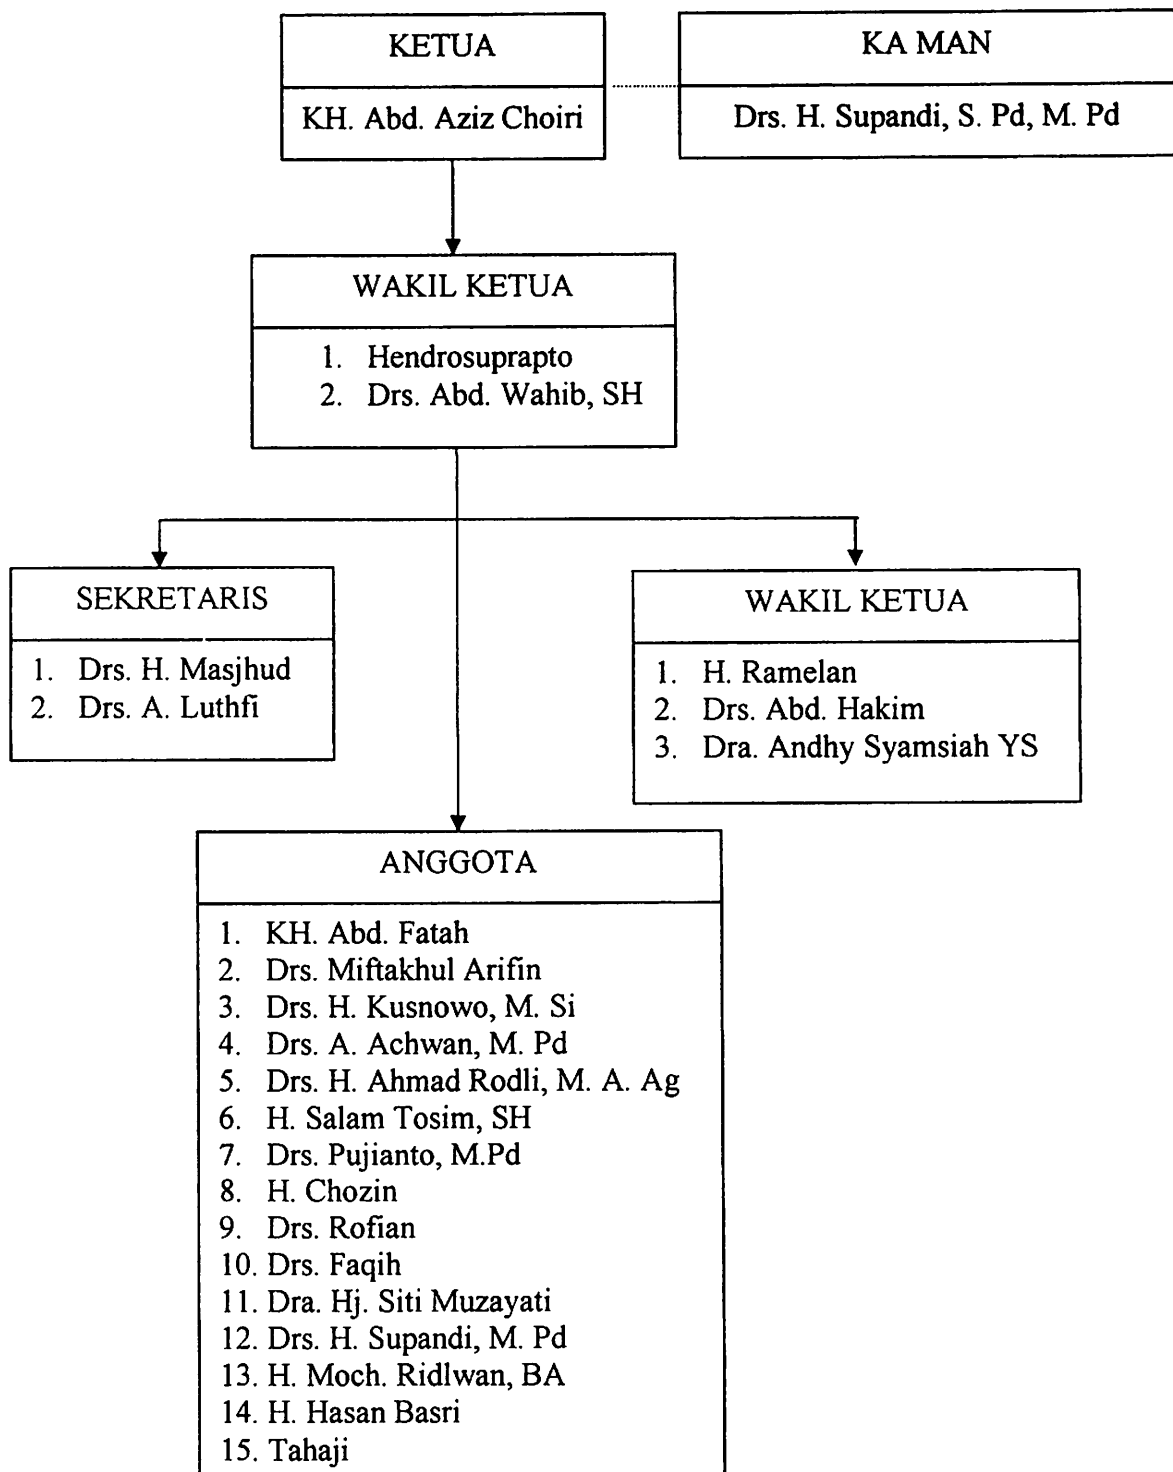 KETUA
KH. Abd. Aziz Choiri
KA MAN
Drs. H. Supandi, S. Pd, M. Pd
WAKIL KETUA
1. Hendrosuprapto
2. Drs. Abd. Wahib, SH
SEKRETARIS
1. Drs. H. Masjhud
2. Drs. A. Luthfi
WAKIL KETUA
1. H. Ramelan
2. Drs. Abd. Hakim
3. Dra. Andhy Syamsiah YS
ANGGOTA
1. KH. Abd. Fatah
2. Drs. Miftakhul Arifin
3. Drs. H. Kusnowo, M. Si
4. Drs. A. Achwan, M. Pd
5. Drs. H. Ahmad Rodli, M. A. Ag
6. H. Salam Tosim, SH
7. Drs. Pujianto, M.Pd
8. H. Chozin
9. Drs. Rofian
10. Drs. Faqih
11. Dra. Hj. Siti Muzayati
12. Drs. H. Supandi, M. Pd
13. H. Moch. Ridlwan, BA
14. H. Hasan Basri
15. Tahaji